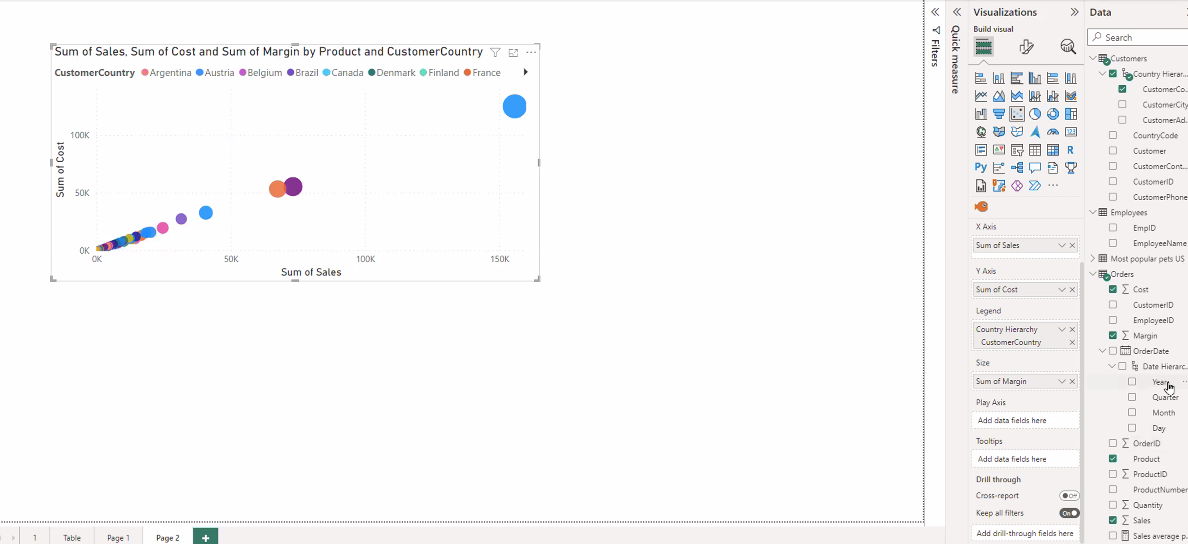 Sum of Sales, Sum of Cost and Sum of Margin by Product and CustomerCountry
CustomerCountry Argentina Austria Belgium Brazil Canada Denmark Finland France
100K
50K
0K
Sum of Cost
0K 50K 100K 150K
Sum of Sales
1 Table Page 1 Page 2 +
Filters
Quick measure
Visualizations
Build visual
R
Py
123
X Axis
Sum of Sales
Y Axis
Sum of Cost
Legend
Country Hierarchy
CustomerCountry
Size
Sum of Margin
Play Axis
Add data fields here
Tooltips
Add data fields here
Drill through
Cross-report Off
Keep all filters On
Add drill-through fields here
Data
Search
Customers
Country Hierar...
CustomerCo...
CustomerCity
CustomerAd...
CountryCode
Customer
CustomerCont...
CustomerID
CustomerPhone
Employees
EmpID
EmployeeName
Most popular pets US
Orders
Cost
CustomerID
EmployeeID
Margin
OrderDate
Date Hierarc...
Year
Quarter
Month
Day
OrderID
Product
ProductID
ProductNumber
Quantity
Sales
Sales average p...